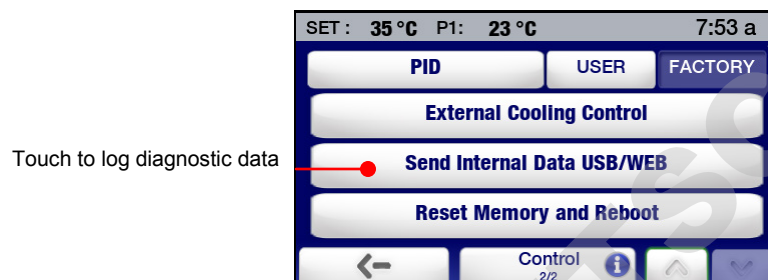 SET : 35 °C P1: 23 °C 7:53 a
PID USER FACTORY
External Cooling Control
Touch to log diagnostic data
Send Internal Data USB/WEB
Reset Memory and Reboot
Control
2/2